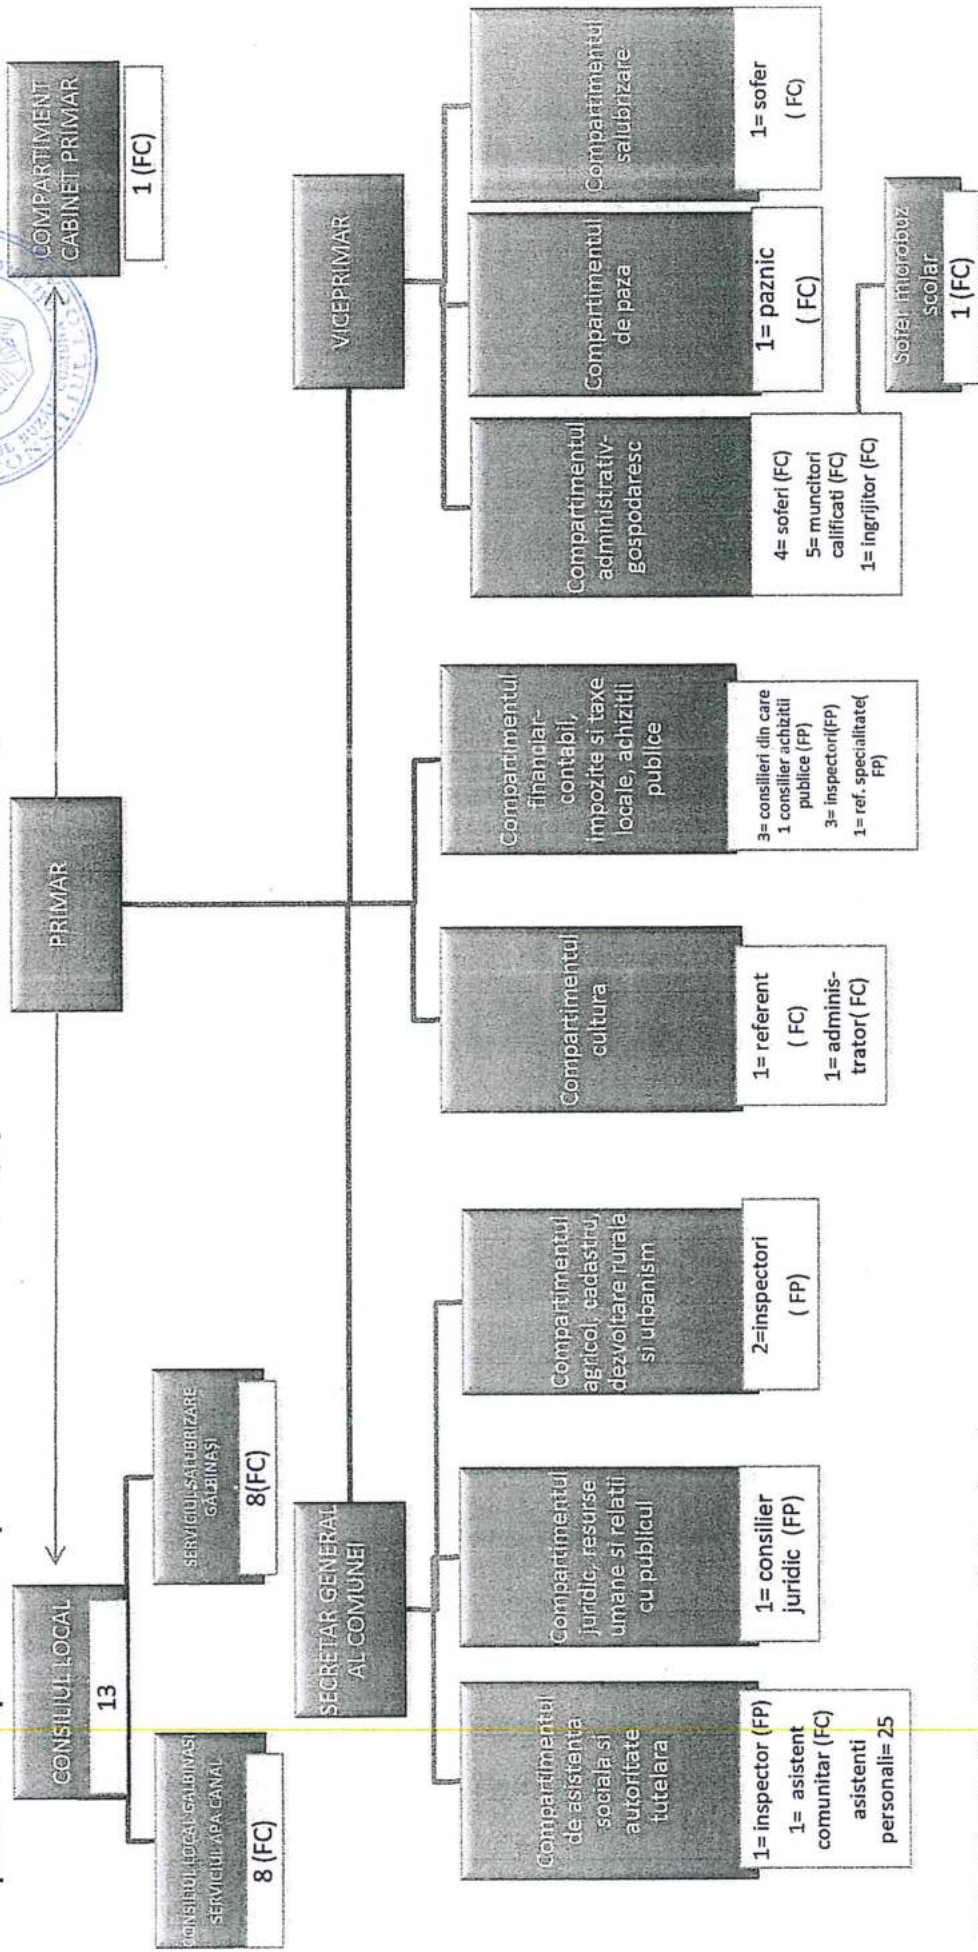 CONSILIUL LOCAL
13
CONSILIUL LOCAL GALBINASI
SERVICIUL APA CANAL
8 (FC)
SERVICIUL SALUBRIZARE
GĂLBINAȘI
8(FC)
PRIMAR
COMPARTIMENT
CABINET PRIMAR
1 (FC)
SECRETAR GENERAL
AL COMUNEI
VICEPRIMAR
Compartimentul
de asistenta
sociala si
autoritate
tutelara
1= inspector (FP)
1= asistent
comunitar (FC)
asistenti
personali= 25
Compartimentul
juridic, resurse
umane si relatii
cu publicul
1= consilier
juridic (FP)
Compartimentul
agricol, cadastru,
dezvoltare rurala
si urbanism
2=inspectori
( FP)
Compartimentul
cultura
1= referent
( FC)
1= adminis-
trator( FC)
Compartimentul
financiar-
contabil,
impozite si taxe
locale, achizitii
publice
3= consilieri din care
1 consilier achizitii
publice (FP)
3= inspectori(FP)
1= ref. specialitate(
FP)
Compartimentul
administrativ-
gospodaresc
4= soferi (FC)
5= muncitori
calificati (FC)
1= ingrijitor (FC)
Compartimentul
de paza
1= paznic
( FC)
Compartimentul
salubrizare
1= sofer
( FC)
Sofer microbuz
scolar
1 (FC)